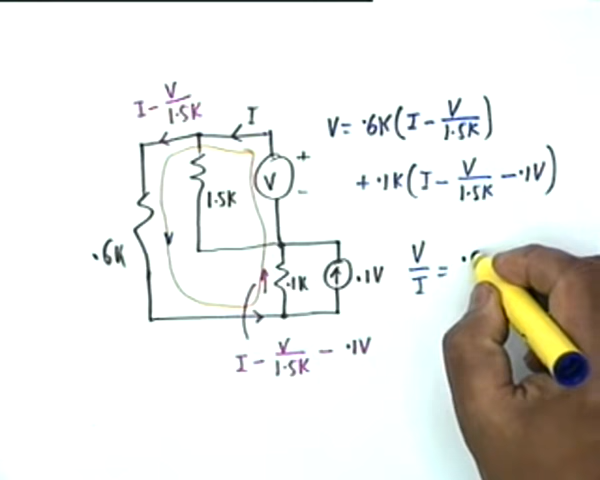 I - V/1.5K
I
V = .6K(I - V/1.5K)
+ .1K(I - V/1.5K - .1V)
+
V
-
1.5K
.6K
.1K
.1V
V/I = .
I - V/1.5K - .1V